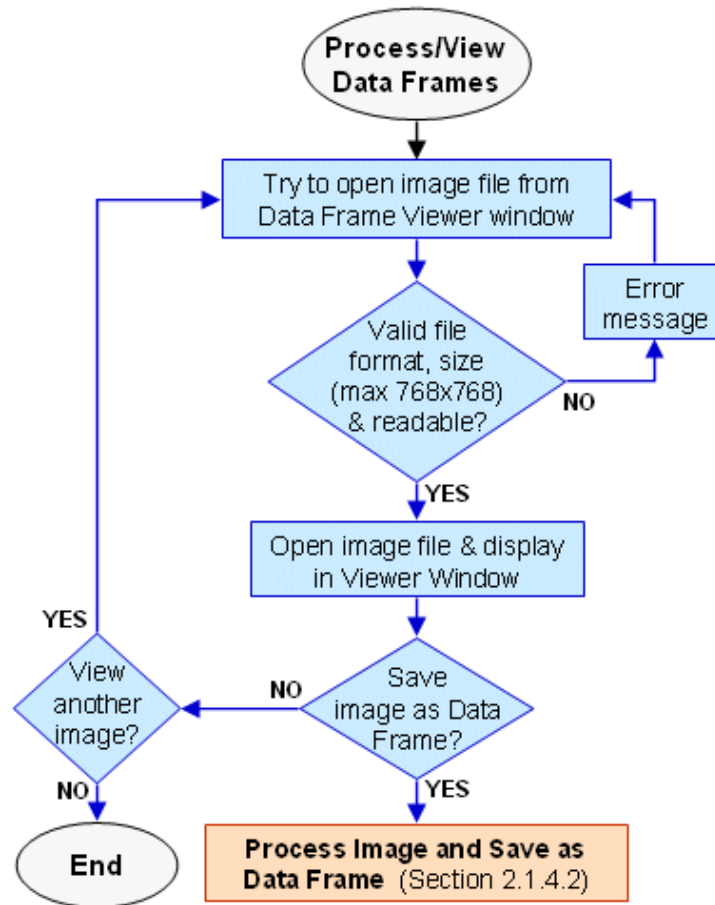 Process/View
Data Frames
Try to open image file from
Data Frame Viewer window
Error
message
Valid file
format, size
(max 768x768)
& readable?
NO
YES
Open image file & display
in Viewer Window
YES
View
another
image?
NO
Save
image as Data
Frame?
NO
YES
End
Process Image and Save as
Data Frame (Section 2.1.4.2)